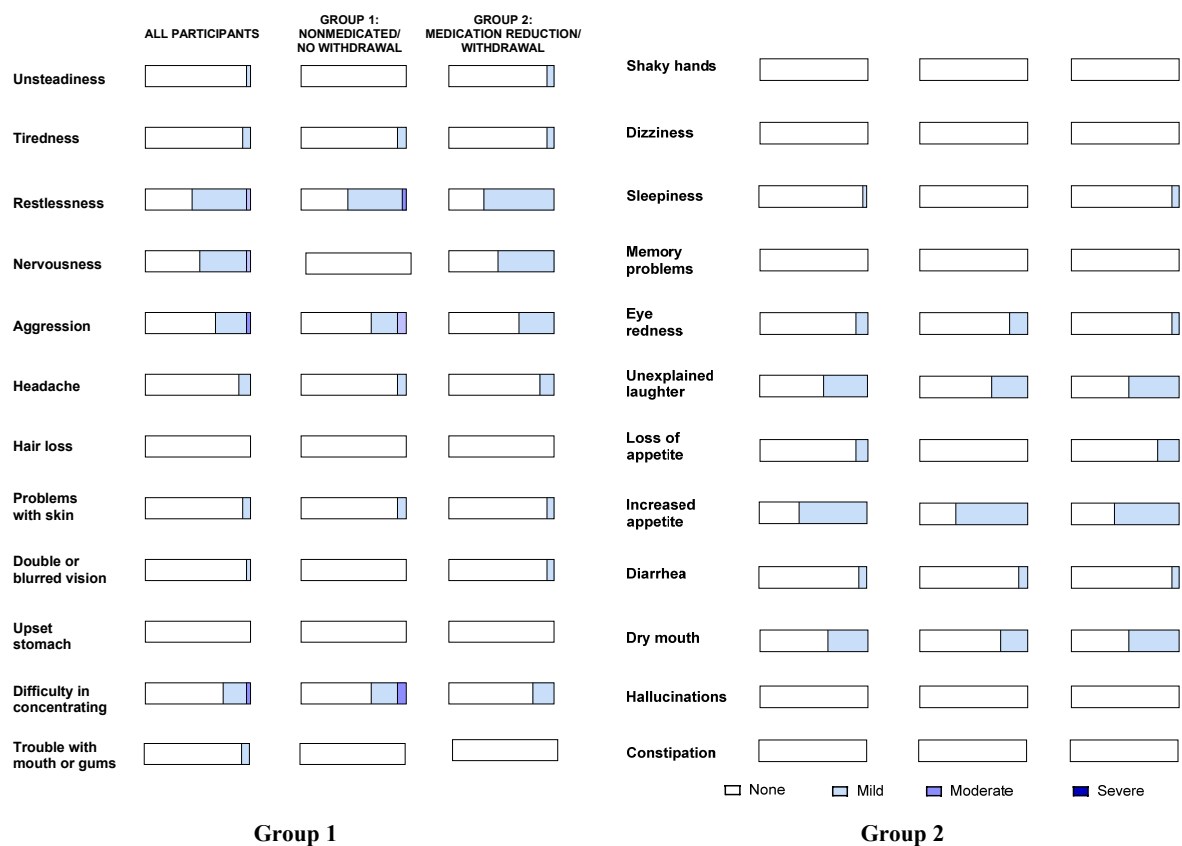 ALL PARTICIPANTS
GROUP 1:
NONMEDICATED/
NO WITHDRAWAL
GROUP 2:
MEDICATION REDUCTION/
WITHDRAWAL
Unsteadiness
Tiredness
Restlessness
Nervousness
Aggression
Headache
Hair loss
Problems
with skin
Double or
blurred vision
Upset
stomach
Difficulty in
concentrating
Trouble with
mouth or gums
Shaky hands
Dizziness
Sleepiness
Memory
problems
Eye
redness
Unexplained
laughter
Loss of
appetite
Increased
appetite
Diarrhea
Dry mouth
Hallucinations
Constipation
None Mild Moderate Severe
Group 1 Group 2